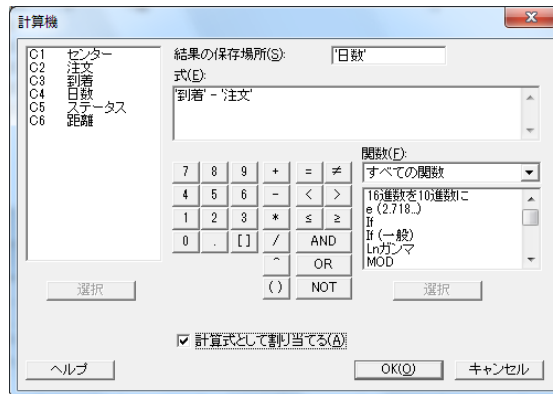 計算機
C1 センター
C2 注文
C3 到着
C4 日数
C5 ステータス
C6 距離
結果の保存場所(S): '日数'
式(E):
'到着' - '注文'
関数(F):
すべての関数
7 8 9 + = ≠
4 5 6 - < >
1 2 3 * ≤ ≥
0 . [] / AND
^ OR
() NOT
16進数を10進数に
e (2.718...)
If
If (一般)
Lnガンマ
MOD
選択
選択
計算式として割り当てる(A)
ヘルプ
OK(O)
キャンセル